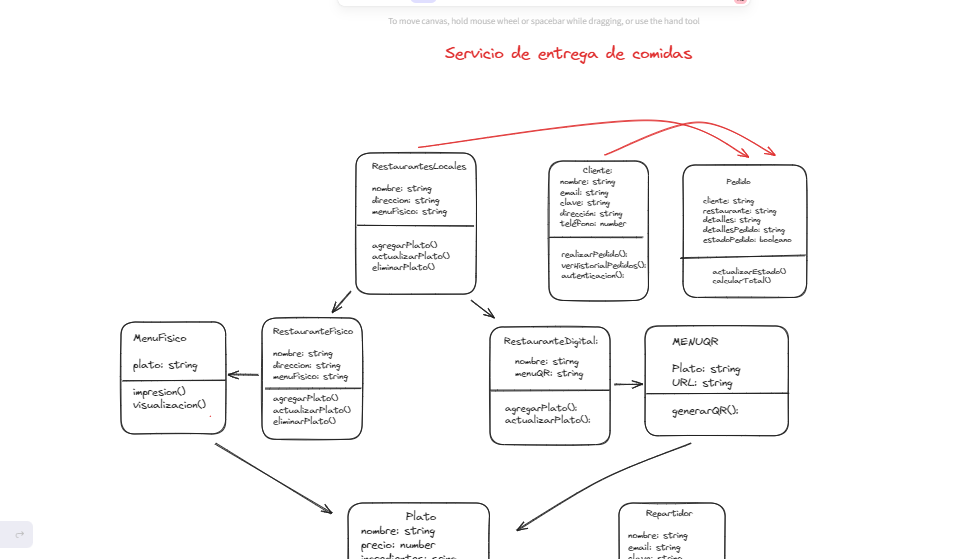 To move canvas, hold mouse wheel or spacebar while dragging, or use the hand tool
Servicio de entrega de comidas
RestaurantesLocales
nombre: string
direccion: string
menuFisico: string
agregarPlato()
actualizarPlato()
eliminarPlato()
Cliente:
nombre: string
email: string
clave: string
dirección: string
teléfono: number
realizarPedido();
verHistorialPedidos();
autenticacion();
Pedido
cliente: string
restaurante: string
detalles: string
detallesPedido: string
estadoPedido: booleano
actualizarEstado()
calcularTotal()
MenuFisico
plato: string
impresion()
visualizacion()
RestauranteFisico
nombre: string
direccion: string
menuFisico: string
agregarPlato()
actualizarPlato()
eliminarPlato()
RestauranteDigital:
nombre: stirng
menuQR: string
agregarPlato();
actualizarPlato();
MENUQR
Plato: string
URL: string
generarQR();
Plato
nombre: string
precio: number
Repartidor
nombre: string
email: string